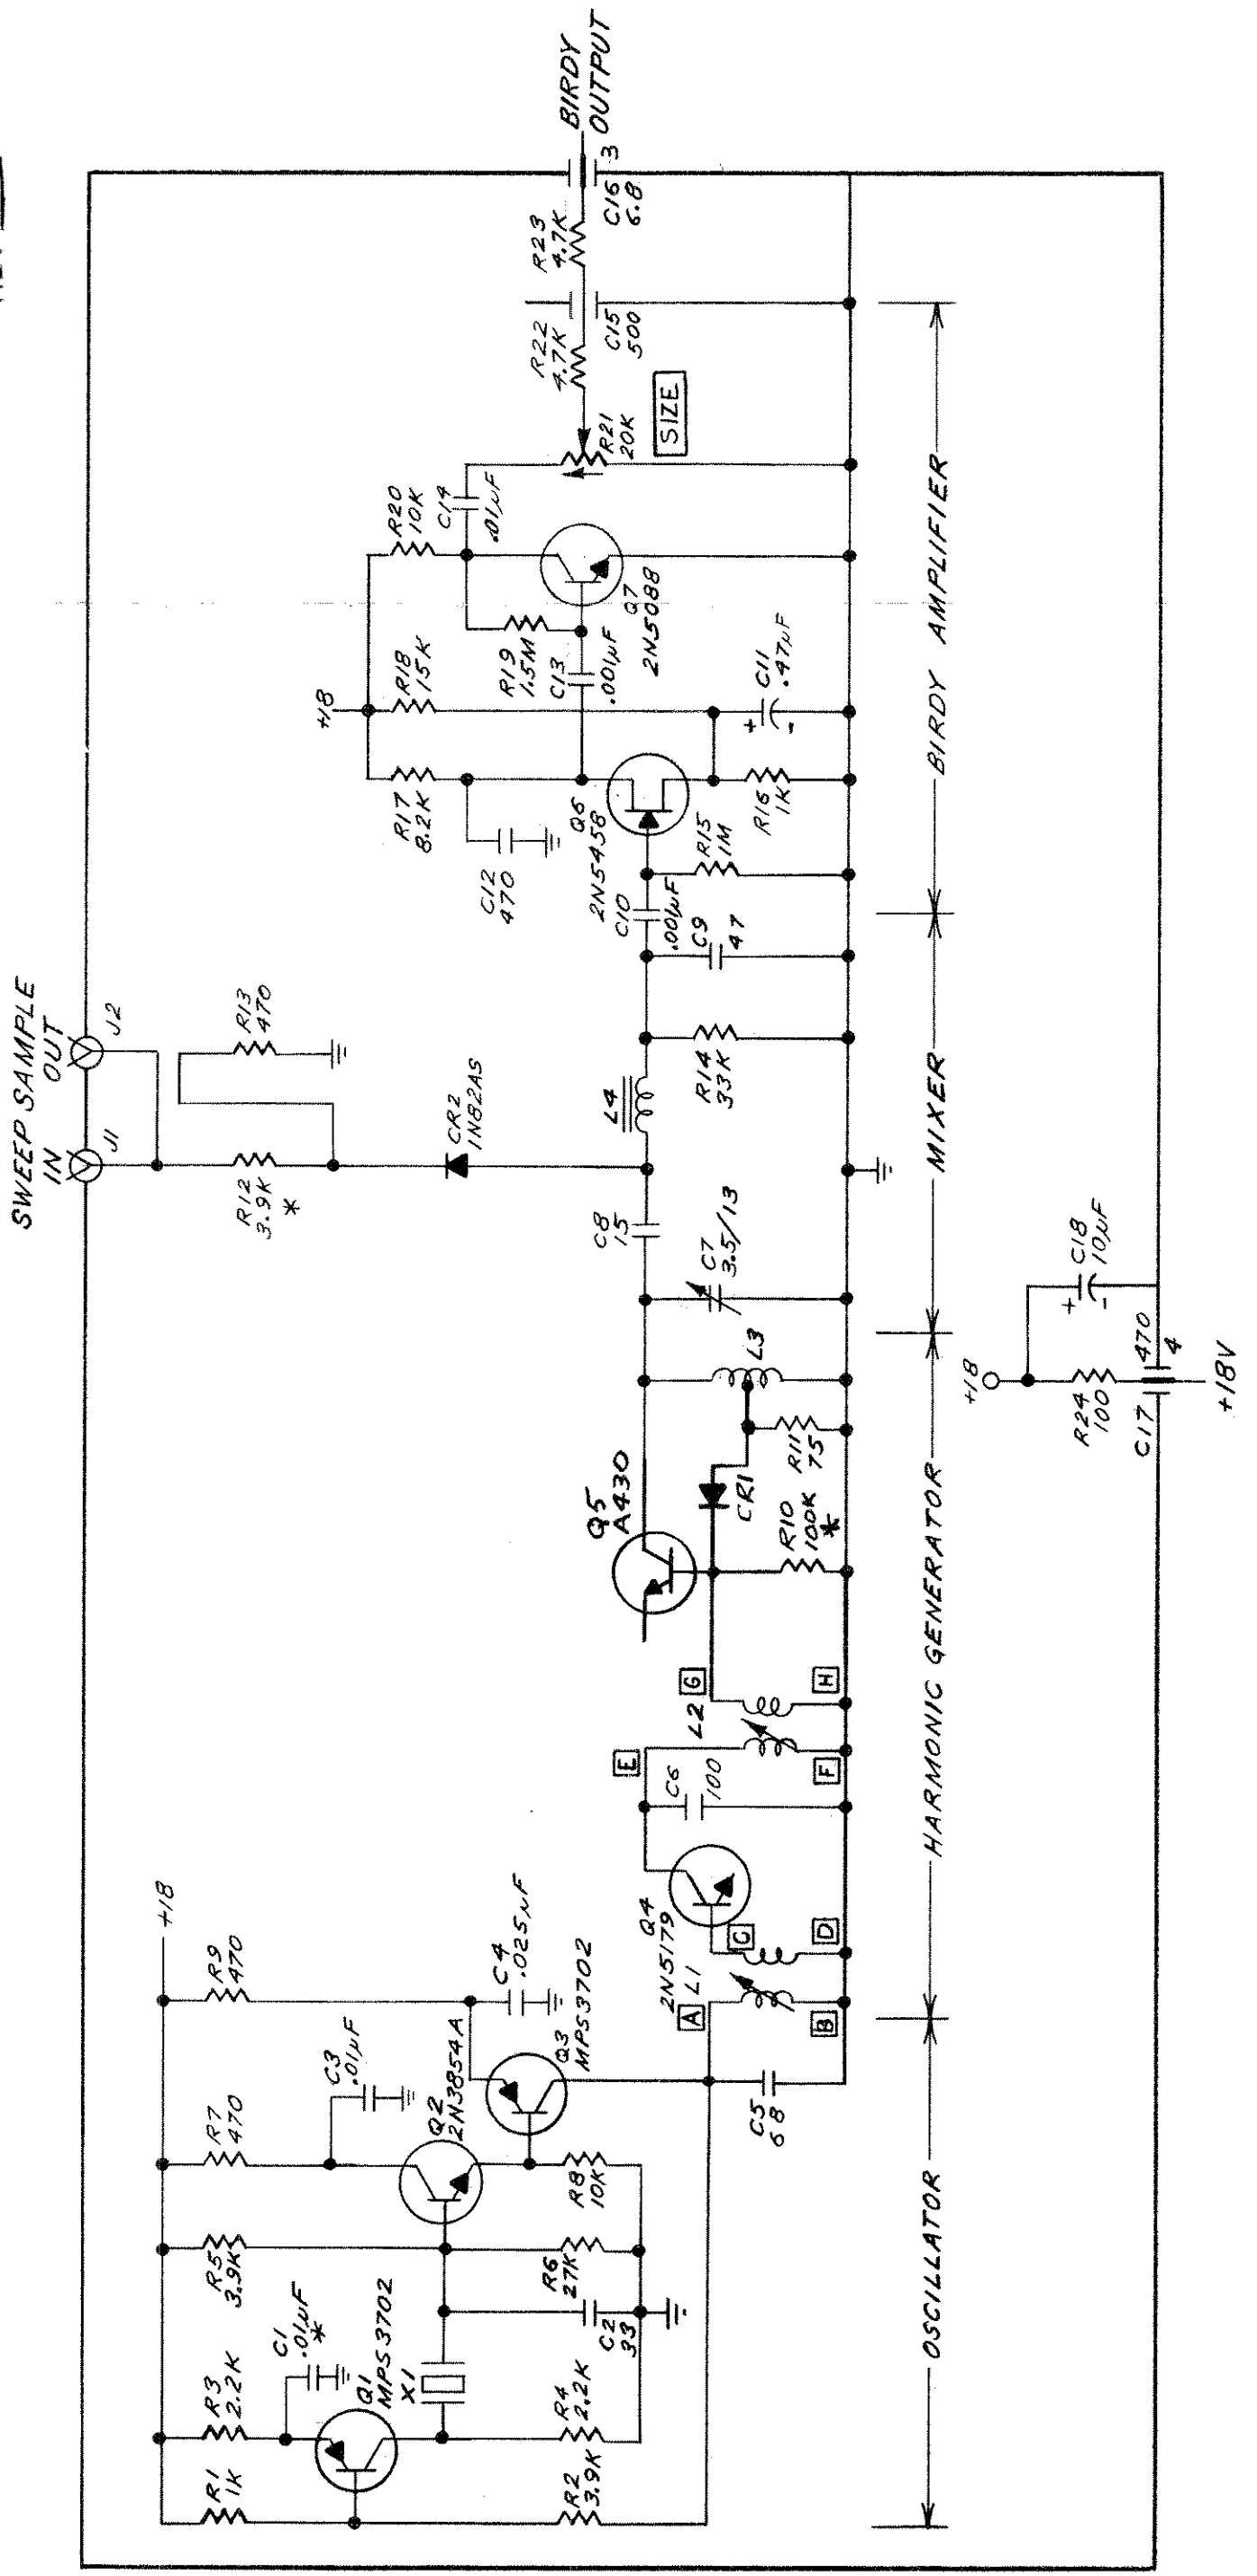 SWEEP SAMPLE
IN OUT
J1 J2
+18
R1
1K
R3
2.2K
C1
.01µF
*
R5
3.9K
R7
470
C3
.01µF
R9
470
Q1
MPS3702
X1
Q2
2N3854A
C4
.025µF
Q3
MPS3702
R2
3.9K
R4
2.2K
C2
33
R6
27K
R8
10K
C5
68
A
L1
B
C
D
Q4
2N5179
C6
100
E
L2
F
G
H
Q5
A430
CR1
R10
100K
*
R11
75
L3
C7
3.5/13
C8
15
R12
3.9K
*
R13
470
CR2
1N82AS
L4
R14
33K
C9
47
C10
.001µF
R15
1M
Q6
2N5458
C12
470
R17
8.2K
+18
R18
15K
R16
1K
C11
.47µF
+
-
C13
.001µF
R19
1.5M
Q7
2N5088
R20
10K
C14
.01µF
R21
20K
SIZE
R22
4.7K
C15
500
R23
4.7K
C16
6.8
3
BIRDY
OUTPUT
OSCILLATOR
HARMONIC GENERATOR
MIXER
BIRDY AMPLIFIER
+18
R24
100
C17
470
4
+18V
+
-
C18
10µF